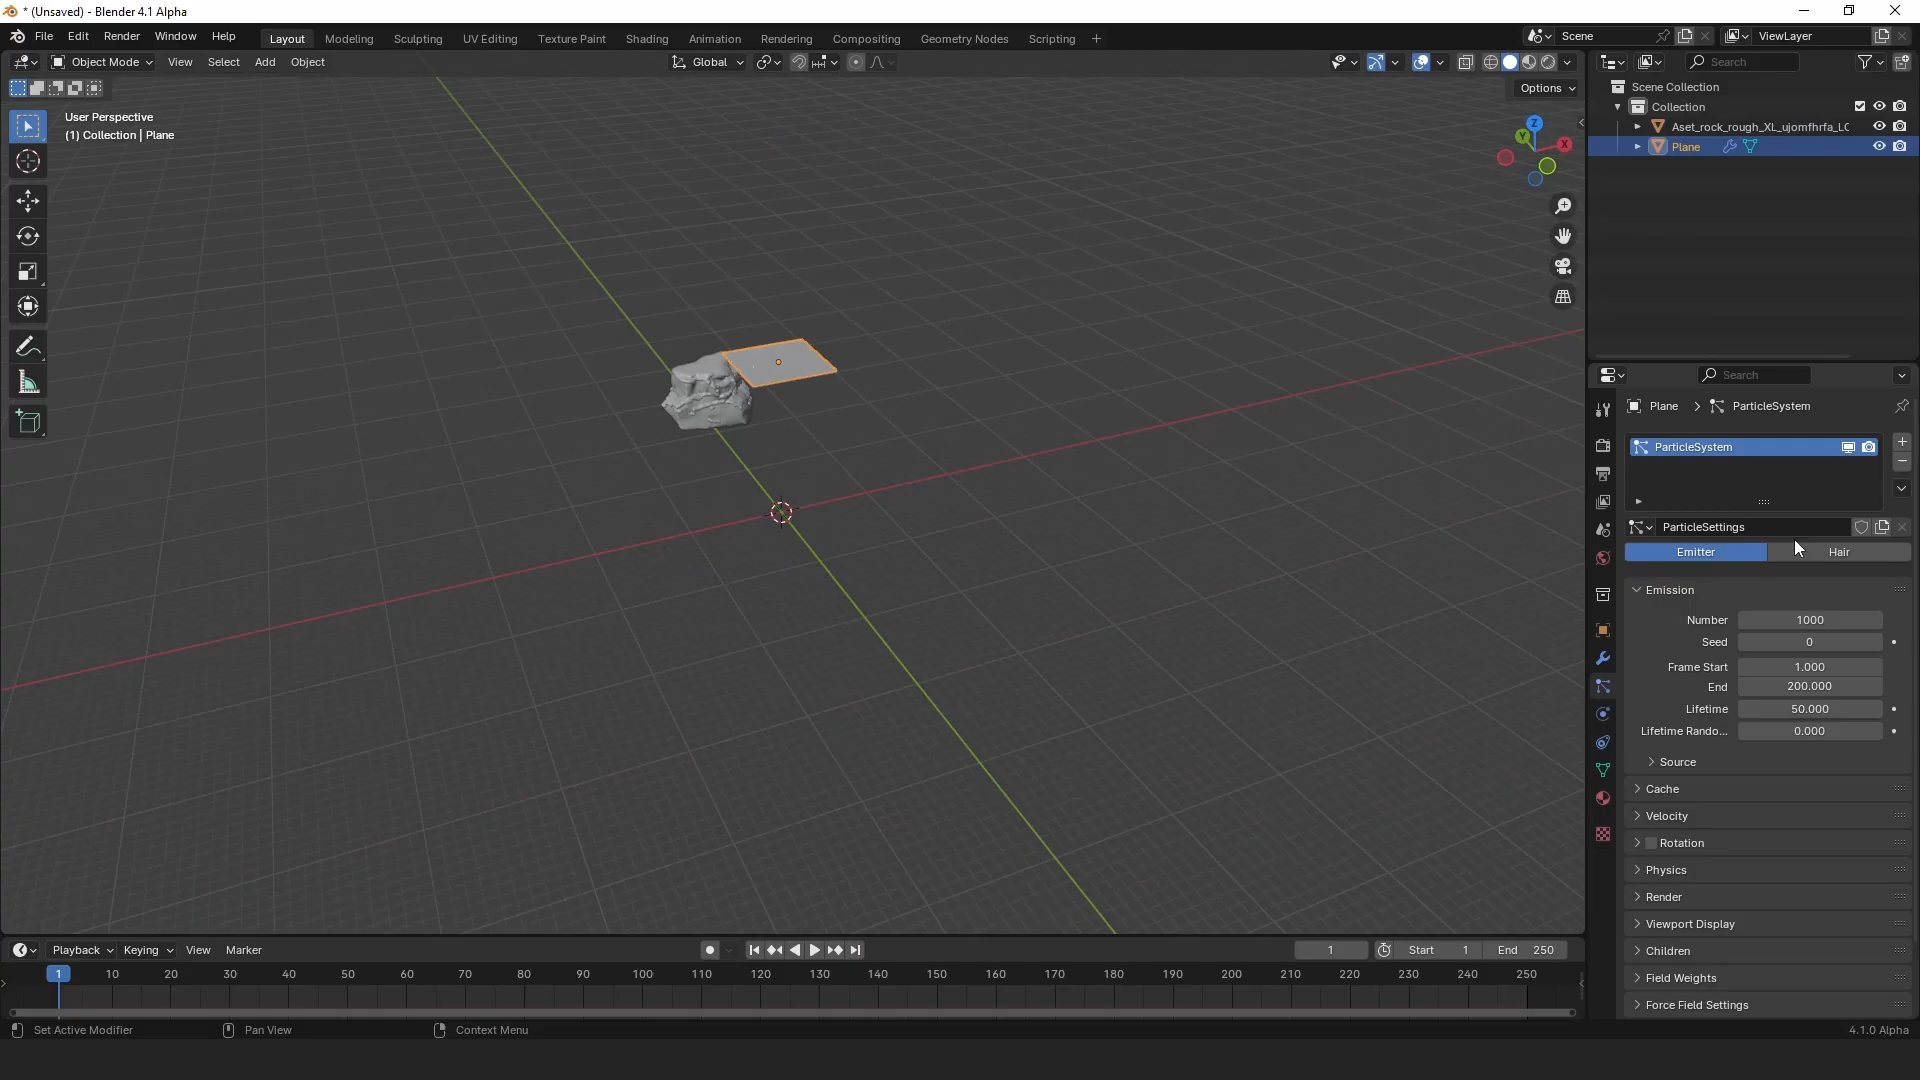 * (Unsaved) - Blender 4.1 Alpha
File Edit Render Window Help Layout Modeling Sculpting UV Editing Texture Paint Shading Animation Rendering Compositing Geometry Nodes Scripting + Scene ViewLayer
Object Mode View Select Add Object Global Search
Options
User Perspective
(1) Collection | Plane
Z
Y
X
Scene Collection
Collection
Aset_rock_rough_XL_ujomfhrfa_LC
Plane
Search
Plane > ParticleSystem
ParticleSystem
ParticleSettings
Emitter Hair
Emission
Number 1000
Seed 0
Frame Start 1.000
End 200.000
Lifetime 50.000
Lifetime Rando... 0.000
Source
Cache
Velocity
Rotation
Physics
Render
Viewport Display
Children
Field Weights
Force Field Settings
Playback Keying View Marker 1 Start 1 End 250
1 10 20 30 40 50 60 70 80 90 100 110 120 130 140 150 160 170 180 190 200 210 220 230 240 250
Set Active Modifier Pan View Context Menu 4.1.0 Alpha